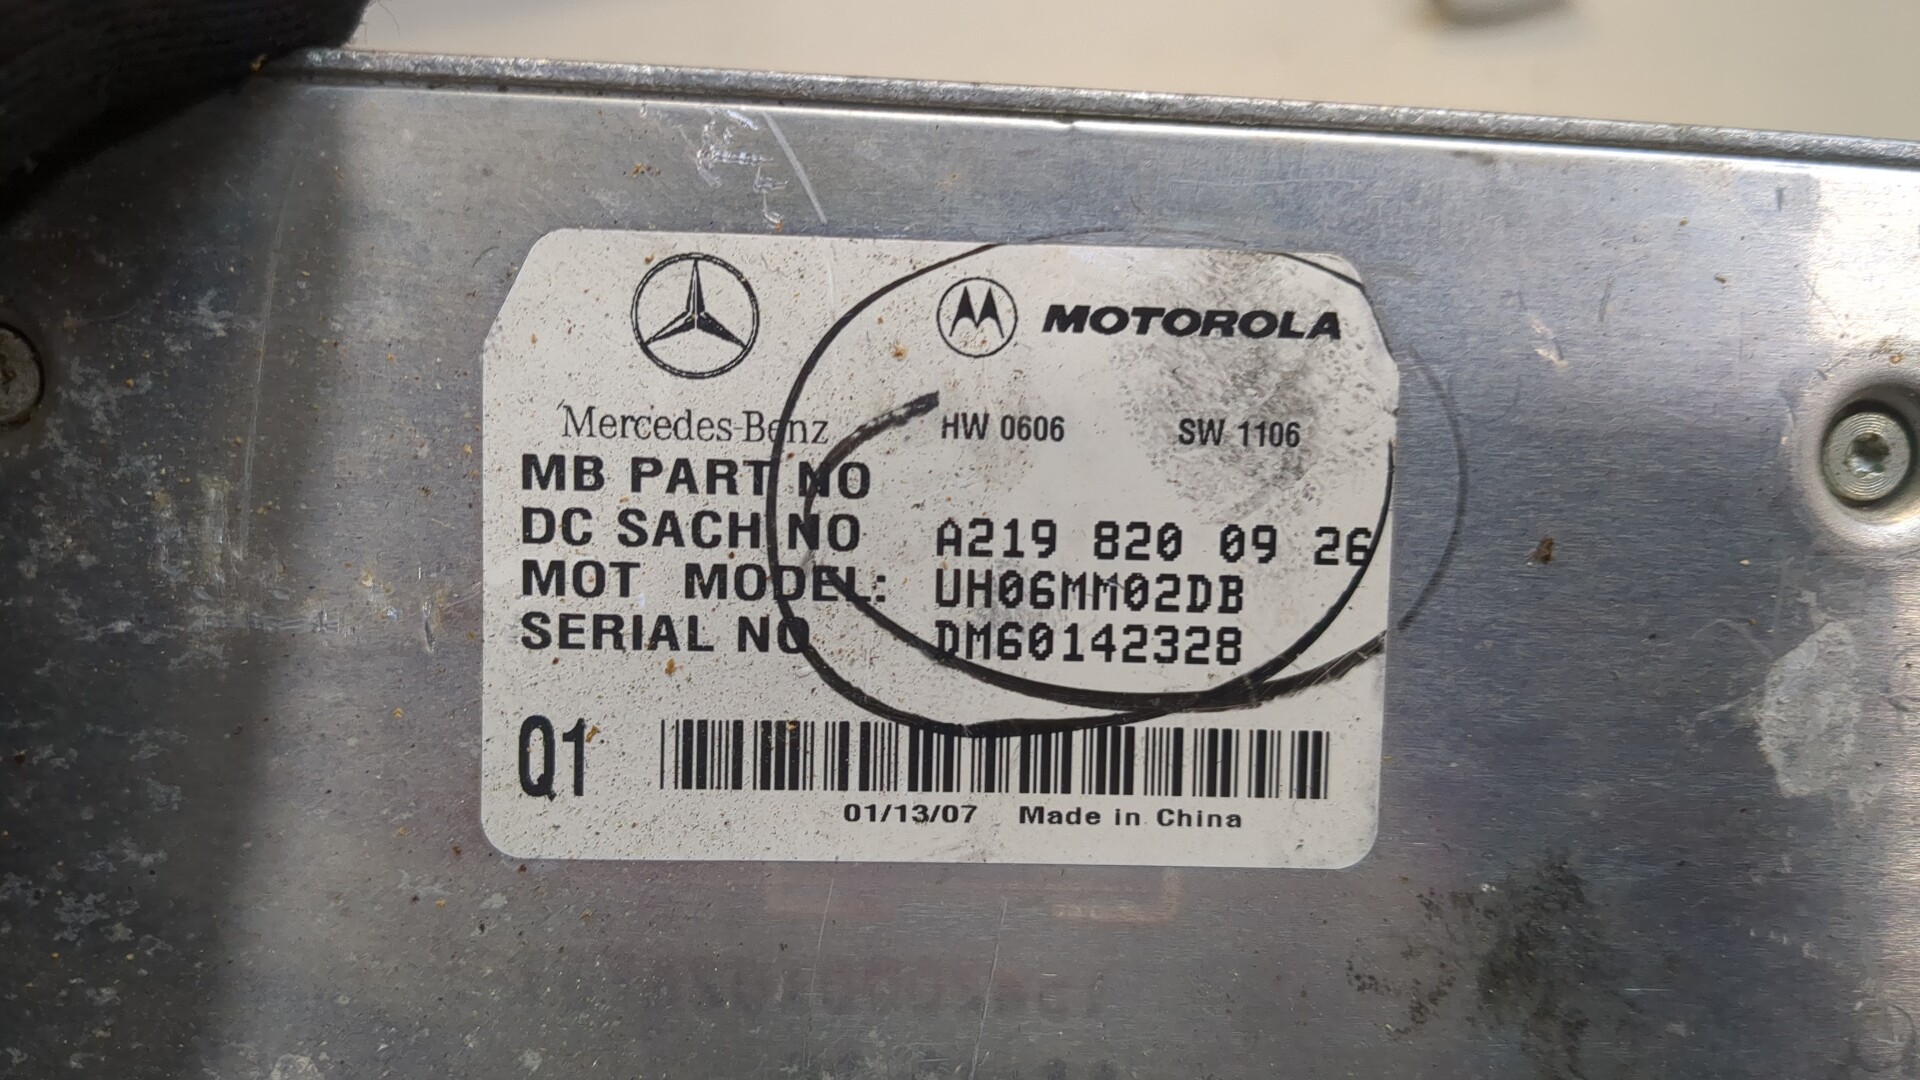 MOTOROLA
Mercedes-Benz
HW 0606 SW 1106
MB PART NO
DC SACH NO A219 820 09 26
MOT MODEL: UH06MM02DB
SERIAL NO DM60142328
Q1
01/13/07 Made in China